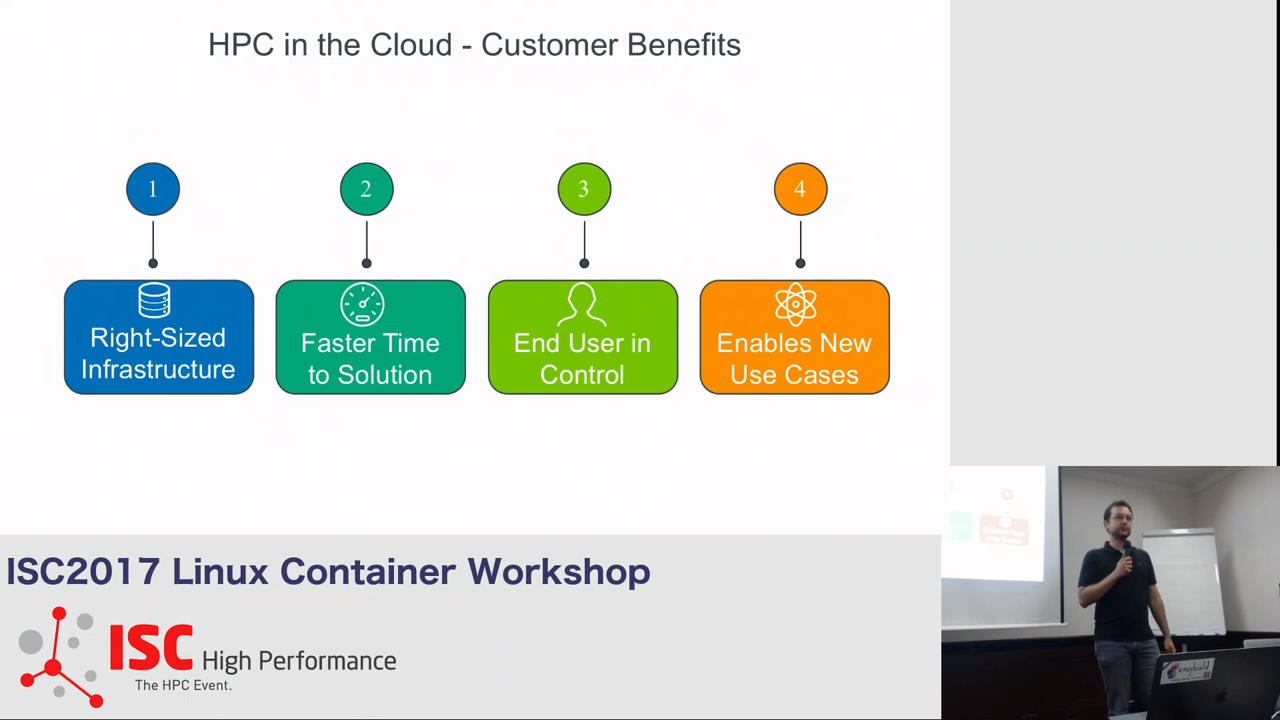 HPC in the Cloud - Customer Benefits
1
2
3
4
Right-Sized
Infrastructure
Faster Time
to Solution
End User in
Control
Enables New
Use Cases
ISC2017 Linux Container Workshop
ISC High Performance
The HPC Event.
easybuild